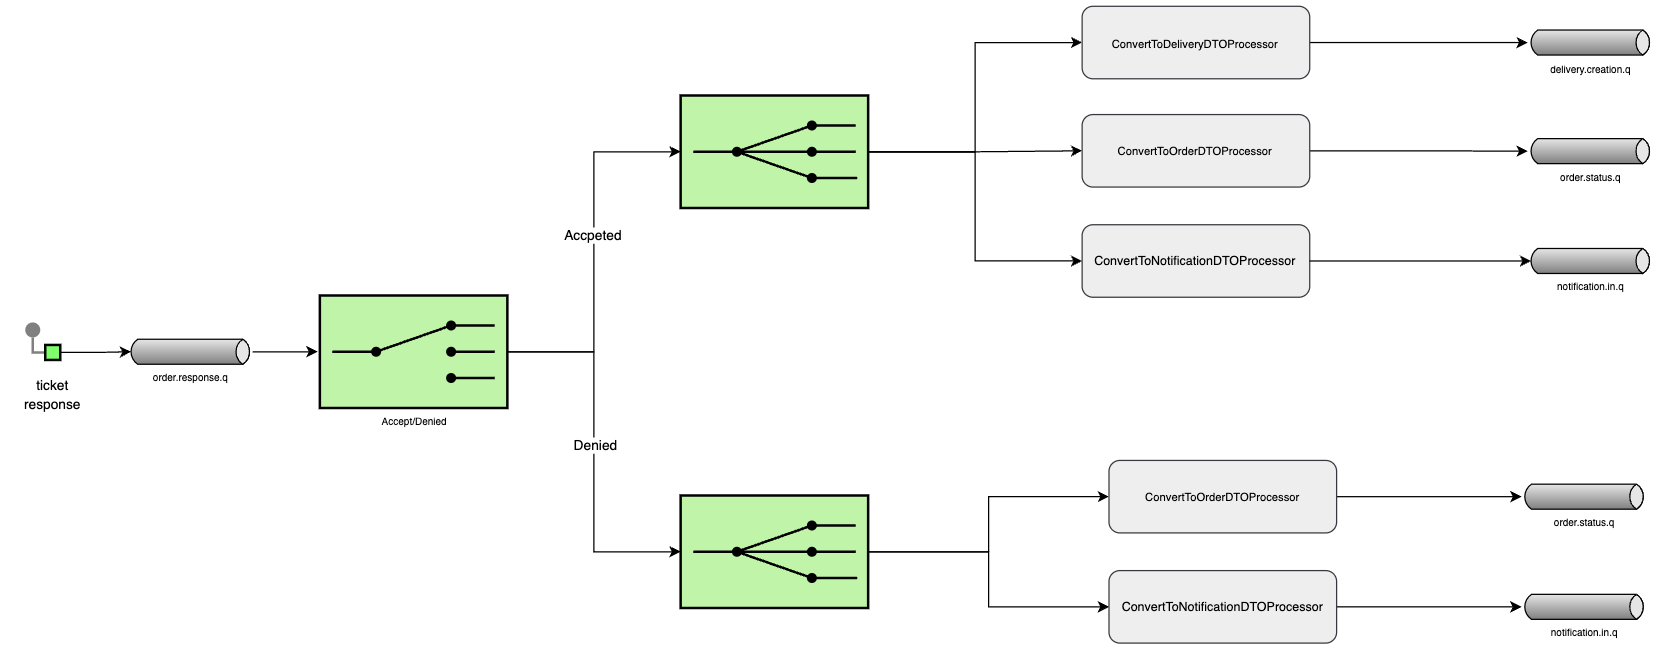 ConvertToDeliveryDTOProcessor
delivery.creation.q
ConvertToOrderDTOProcessor
order.status.q
Accpeted
ConvertToNotificationDTOProcessor
notification.in.q
ticket
response
order.response.q
Accept/Denied
Denied
ConvertToOrderDTOProcessor
order.status.q
ConvertToNotificationDTOProcessor
notification.in.q